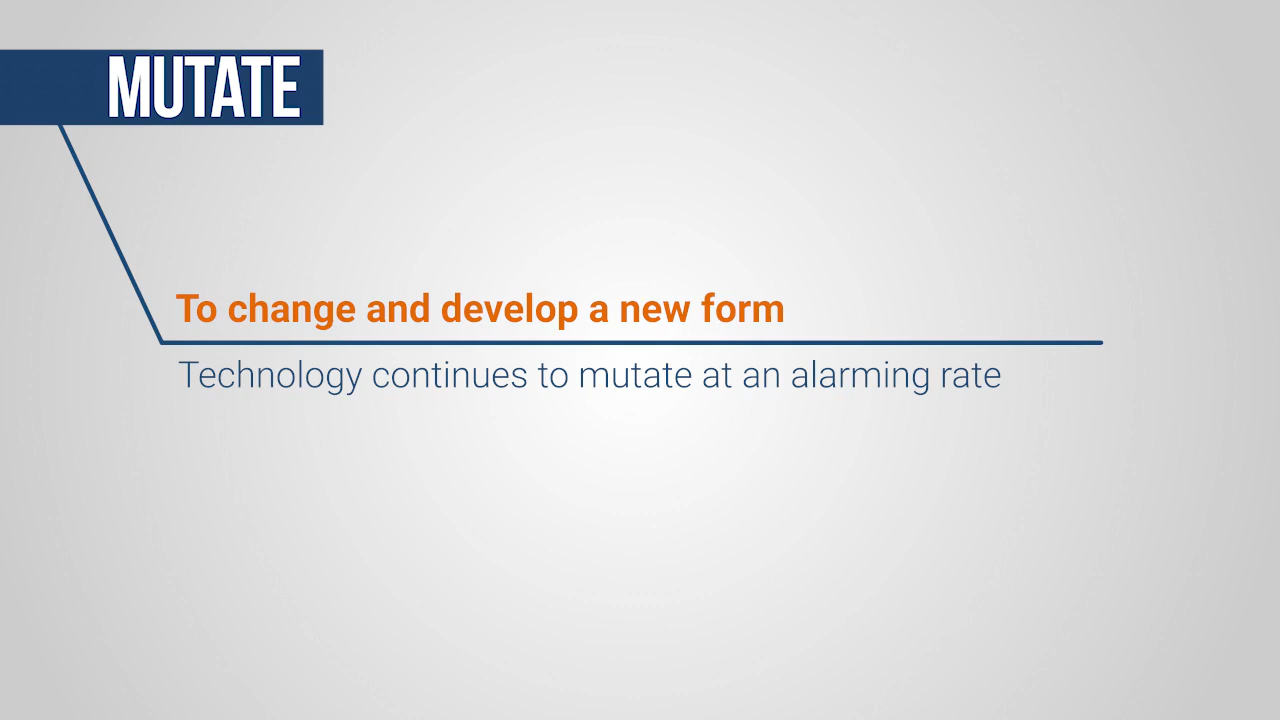 MUTATE
To change and develop a new form
Technology continues to mutate at an alarming rate